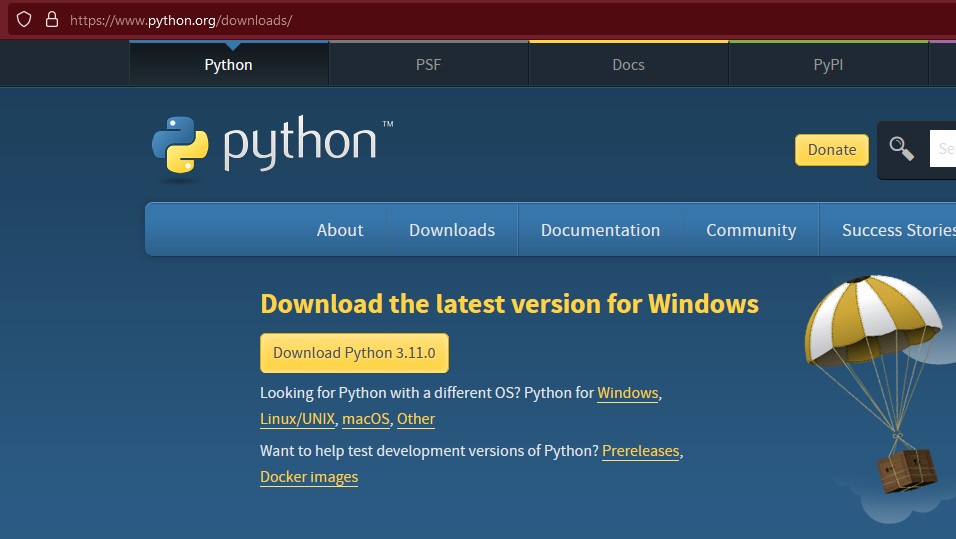 https://www.python.org/downloads/
Python PSF Docs PyPI
python™
Donate
About Downloads Documentation Community Success Stories
Download the latest version for Windows
Download Python 3.11.0
Looking for Python with a different OS? Python for Windows,
Linux/UNIX, macOS, Other
Want to help test development versions of Python? Prereleases,
Docker images